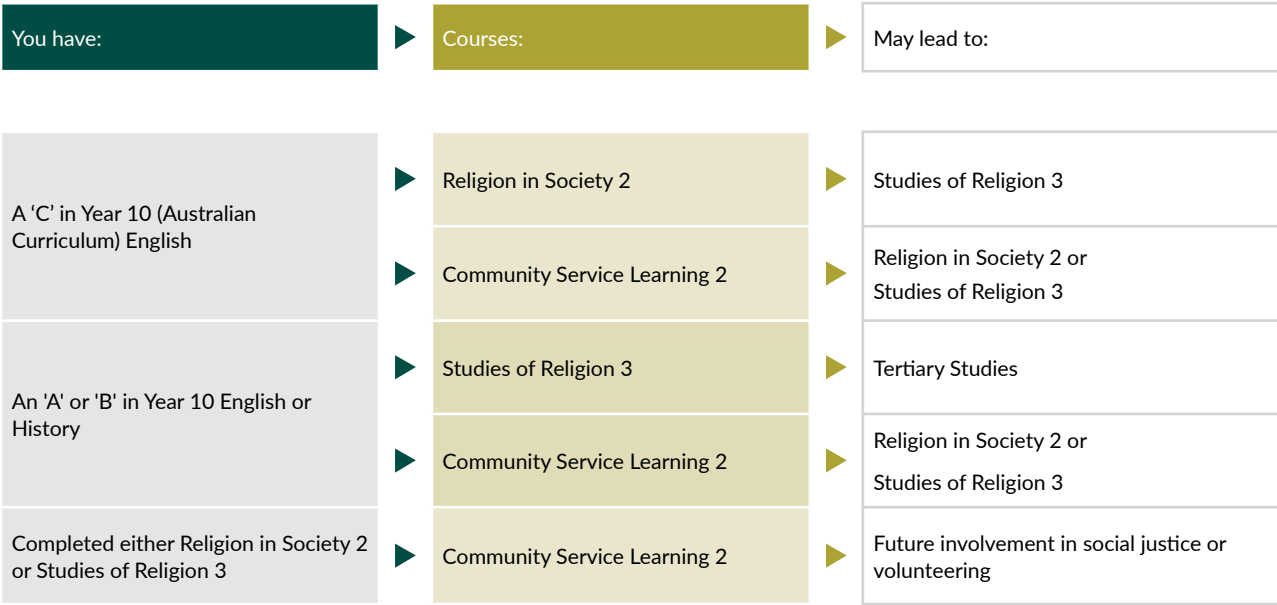 You have:
Courses:
May lead to:
A ‘C’ in Year 10 (Australian
Curriculum) English
Religion in Society 2
Studies of Religion 3
Community Service Learning 2
Religion in Society 2 or
Studies of Religion 3
An 'A' or 'B' in Year 10 English or
History
Studies of Religion 3
Tertiary Studies
Community Service Learning 2
Religion in Society 2 or
Studies of Religion 3
Completed either Religion in Society 2
or Studies of Religion 3
Community Service Learning 2
Future involvement in social justice or
volunteering